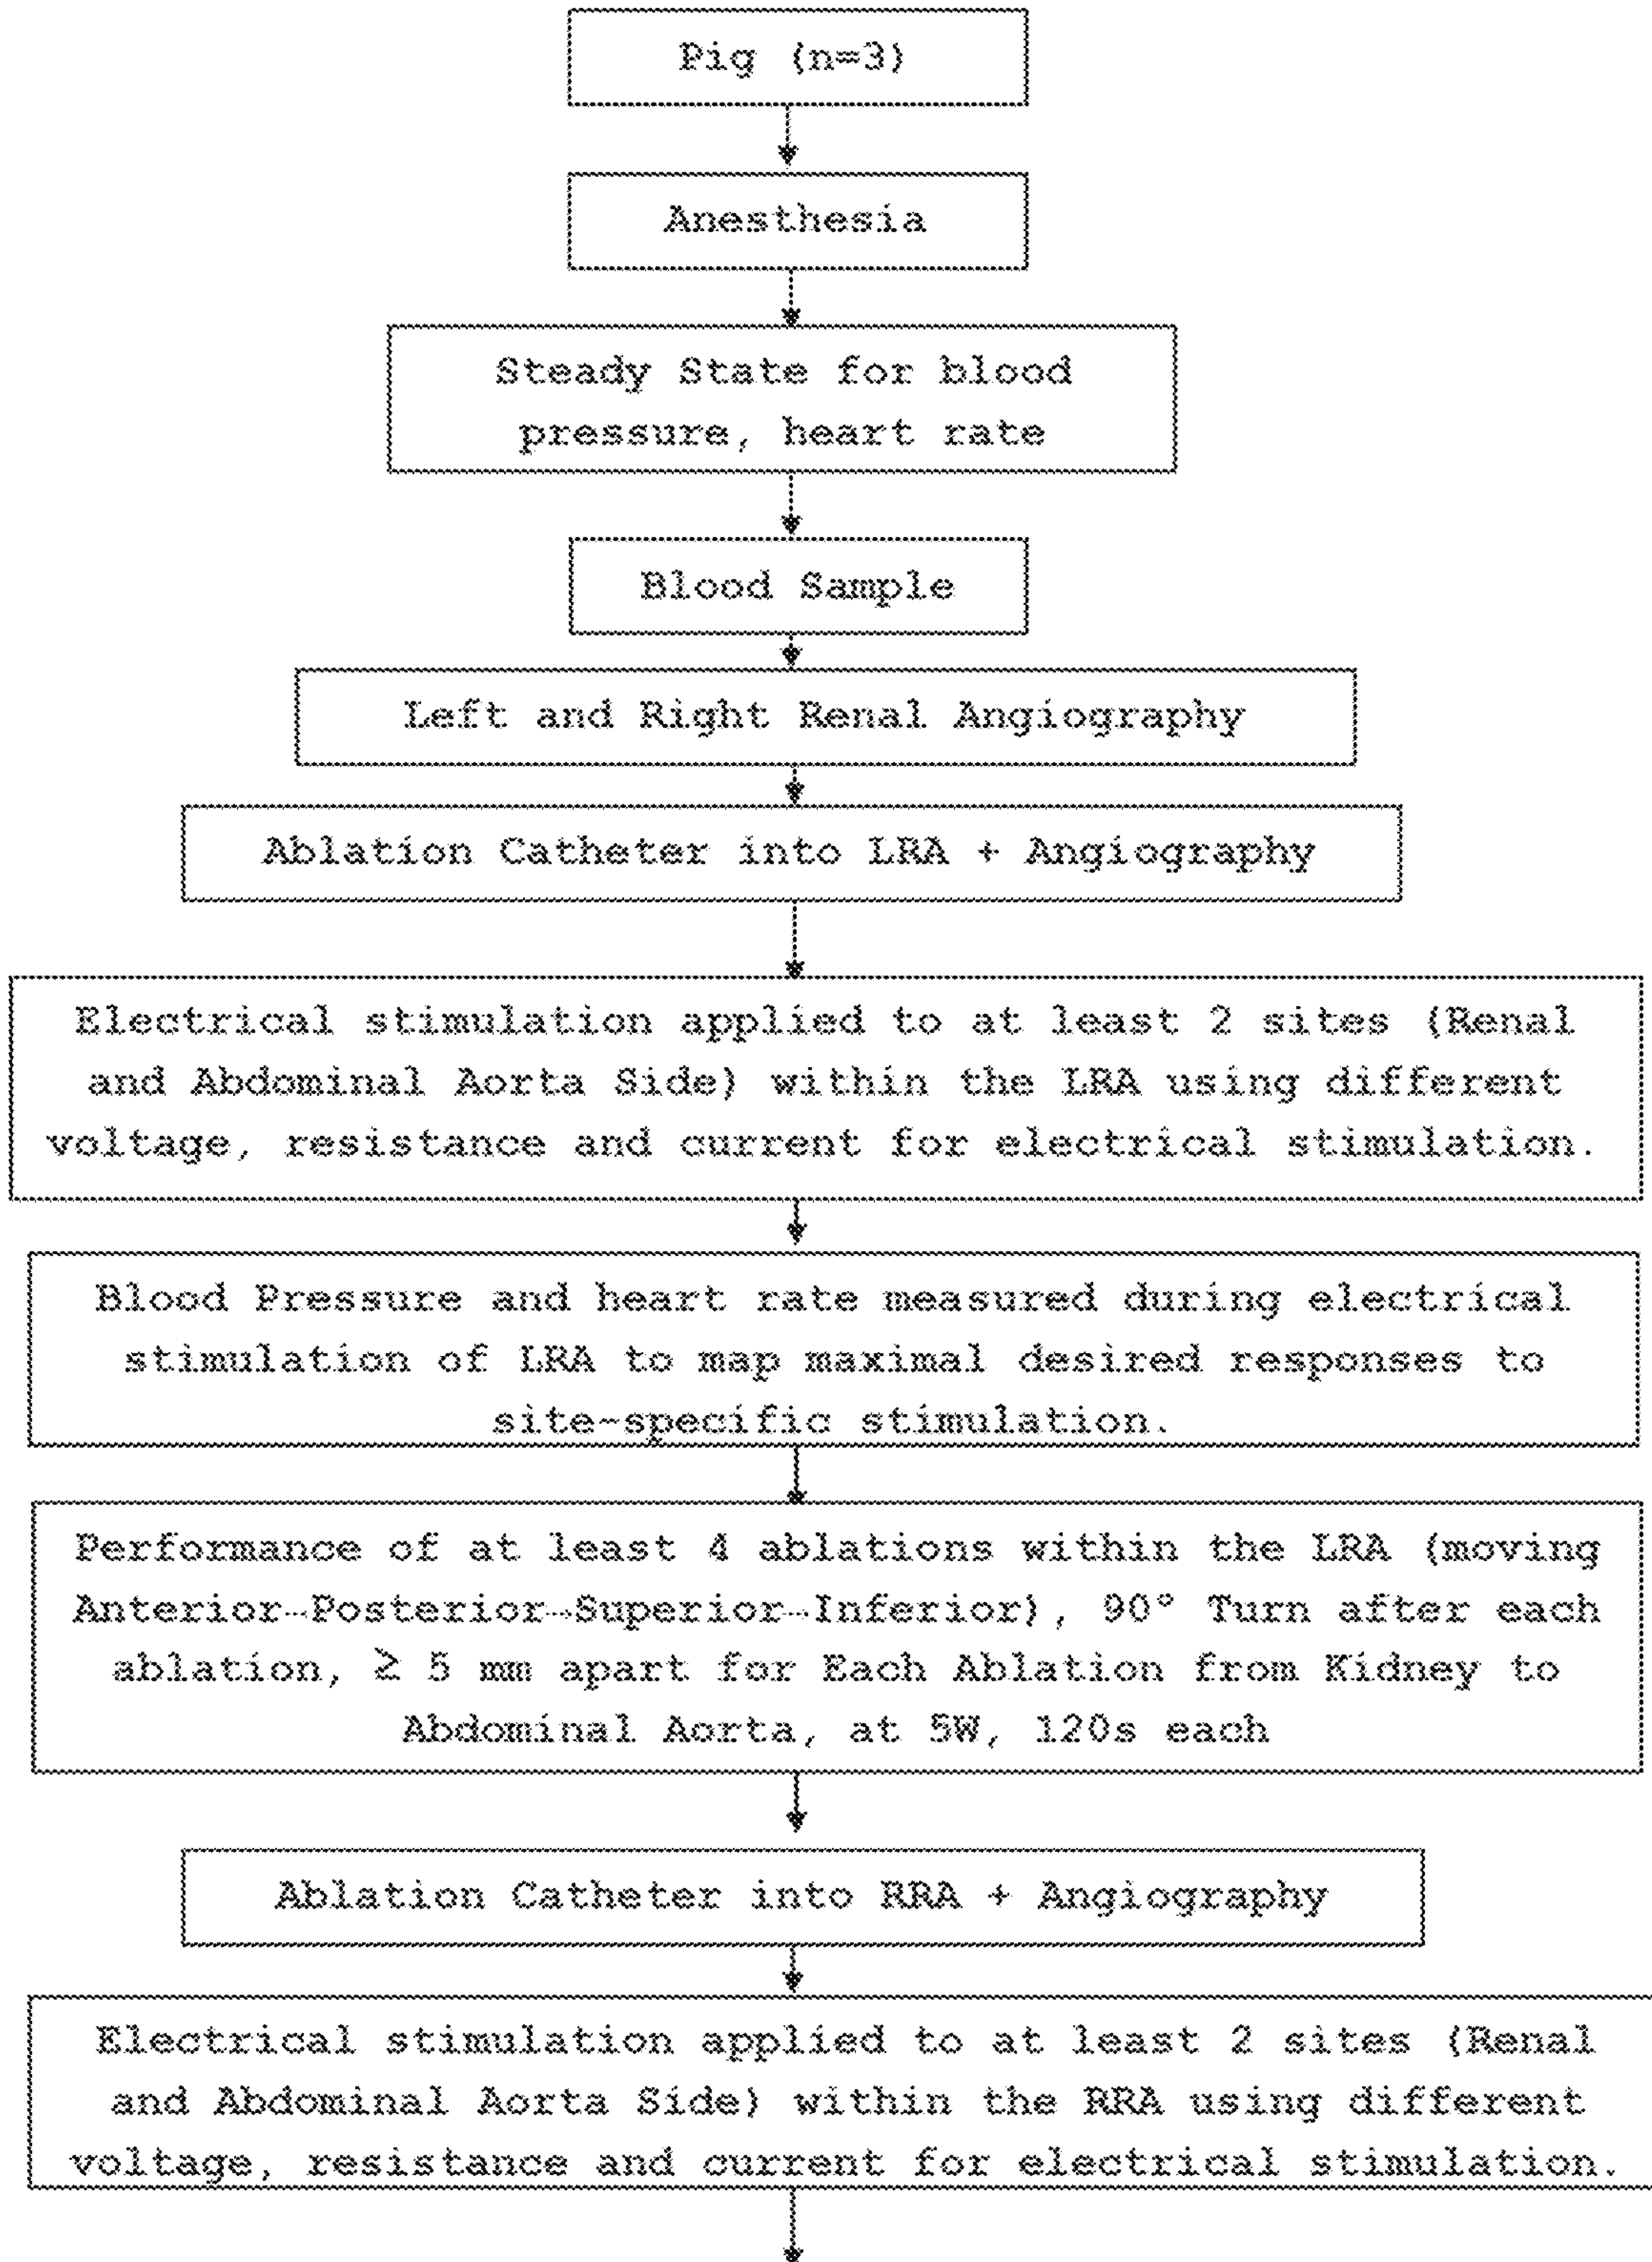 Pig (n=3)
Anesthesia
Steady State for blood
pressure, heart rate
Blood Sample
Left and Right Renal Angiography
Ablation Catheter into LRA + Angiography
Electrical stimulation applied to at least 2 sites (Renal
and Abdominal Aorta Side) within the LRA using different
voltage, resistance and current for electrical stimulation.
Blood Pressure and heart rate measured during electrical
stimulation of LRA to map maximal desired responses to
site-specific stimulation.
Performance of at least 4 ablations within the LRA (moving
Anterior→Posterior→Superior→Inferior), 90° Turn after each
ablation, ≥ 5 mm apart for Each Ablation from Kidney to
Abdominal Aorta, at 5W, 120s each
Ablation Catheter into RRA + Angiography
Electrical stimulation applied to at least 2 sites (Renal
and Abdominal Aorta Side) within the RRA using different
voltage, resistance and current for electrical stimulation.